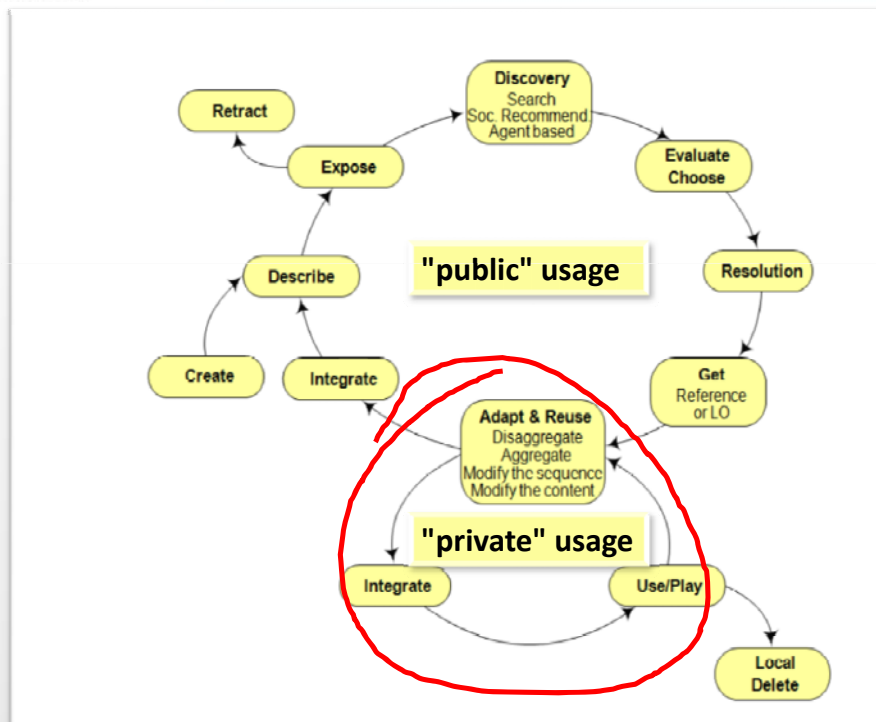 Discovery
Search
Soc. Recommend.
Agent based
Retract
Expose
Evaluate
Choose
"public" usage
Describe
Resolution
Create
Integrate
Get
Reference
or LO
Adapt & Reuse
Disaggregate
Aggregate
Modify the sequence
Modify the content
"private" usage
Integrate
Use/Play
Local
Delete